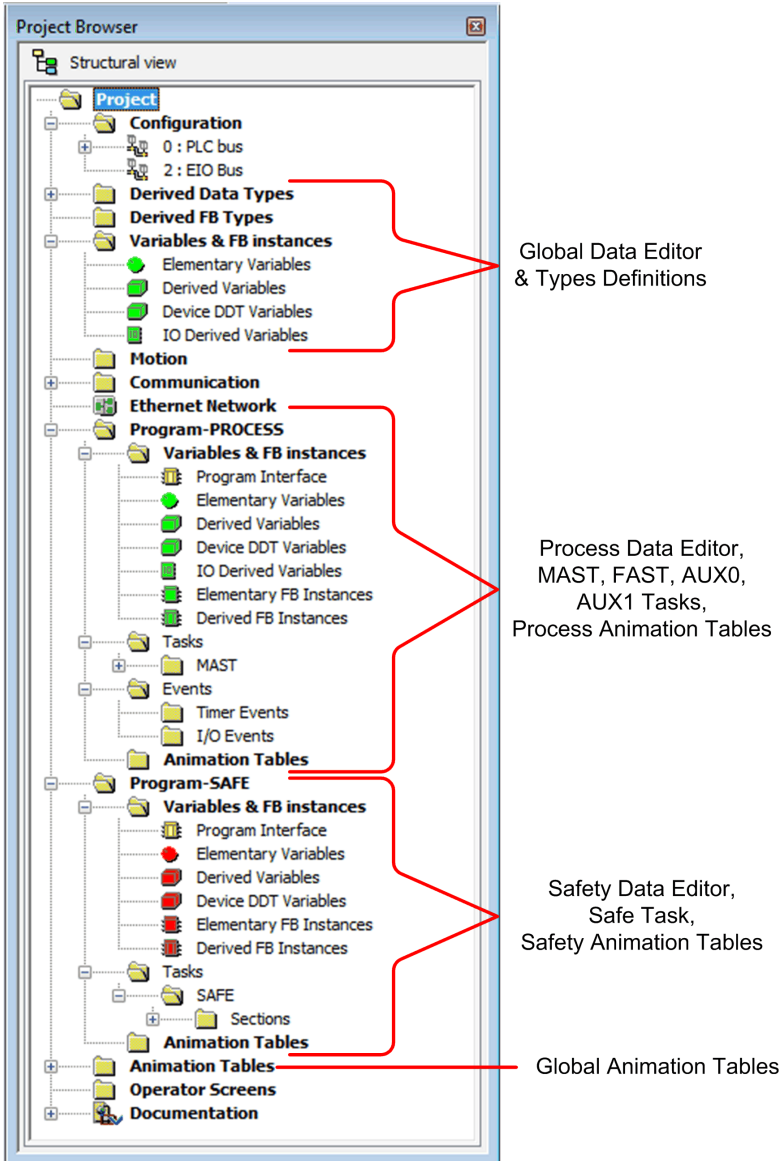 Project Browser
Structural view
Project
Configuration
0 : PLC bus
2 : EIO Bus
Derived Data Types
Derived FB Types
Variables & FB instances
Elementary Variables
Derived Variables
Device DDT Variables
IO Derived Variables
Motion
Communication
Ethernet Network
Program-PROCESS
Variables & FB instances
Program Interface
Elementary Variables
Derived Variables
Device DDT Variables
IO Derived Variables
Elementary FB Instances
Derived FB Instances
Tasks
MAST
Events
Timer Events
I/O Events
Animation Tables
Program-SAFE
Variables & FB instances
Program Interface
Elementary Variables
Derived Variables
Device DDT Variables
Elementary FB Instances
Derived FB Instances
Tasks
SAFE
Sections
Animation Tables
Animation Tables
Operator Screens
Documentation
Global Data Editor
& Types Definitions
Process Data Editor,
MAST, FAST, AUX0,
AUX1 Tasks,
Process Animation Tables
Safety Data Editor,
Safe Task,
Safety Animation Tables
Global Animation Tables